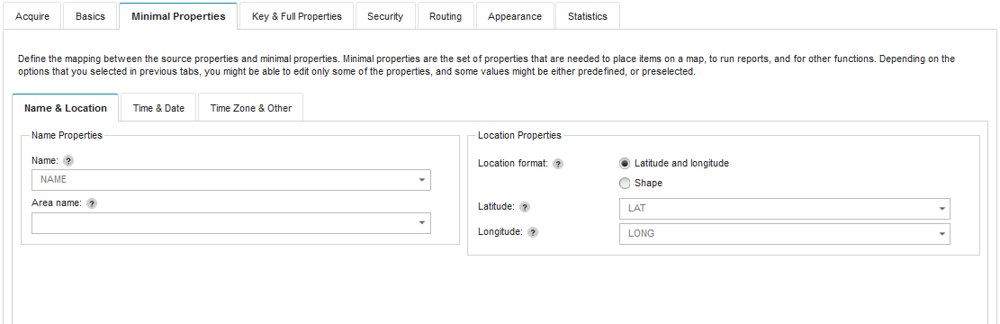 Acquire Basics Minimal Properties Key & Full Properties Security Routing Appearance Statistics
Define the mapping between the source properties and minimal properties. Minimal properties are the set of properties that are needed to place items on a map, to run reports, and for other functions. Depending on the
options that you selected in previous tabs, you might be able to edit only some of the properties, and some values might be either predefined, or preselected.
Name & Location Time & Date Time Zone & Other
Name Properties
Name: ?
NAME
Area name: ?
Location Properties
Location format: ? Latitude and longitude
Shape
Latitude: ? LAT
Longitude: ? LONG